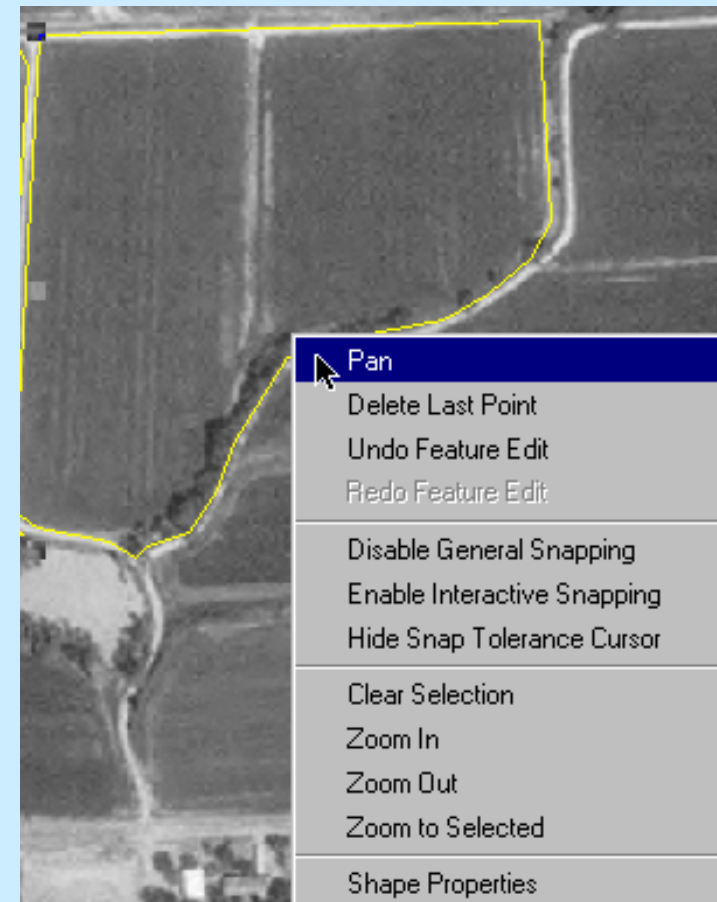 Pan
Delete Last Point
Undo Feature Edit
Redo Feature Edit
Disable General Snapping
Enable Interactive Snapping
Hide Snap Tolerance Cursor
Clear Selection
Zoom In
Zoom Out
Zoom to Selected
Shape Properties